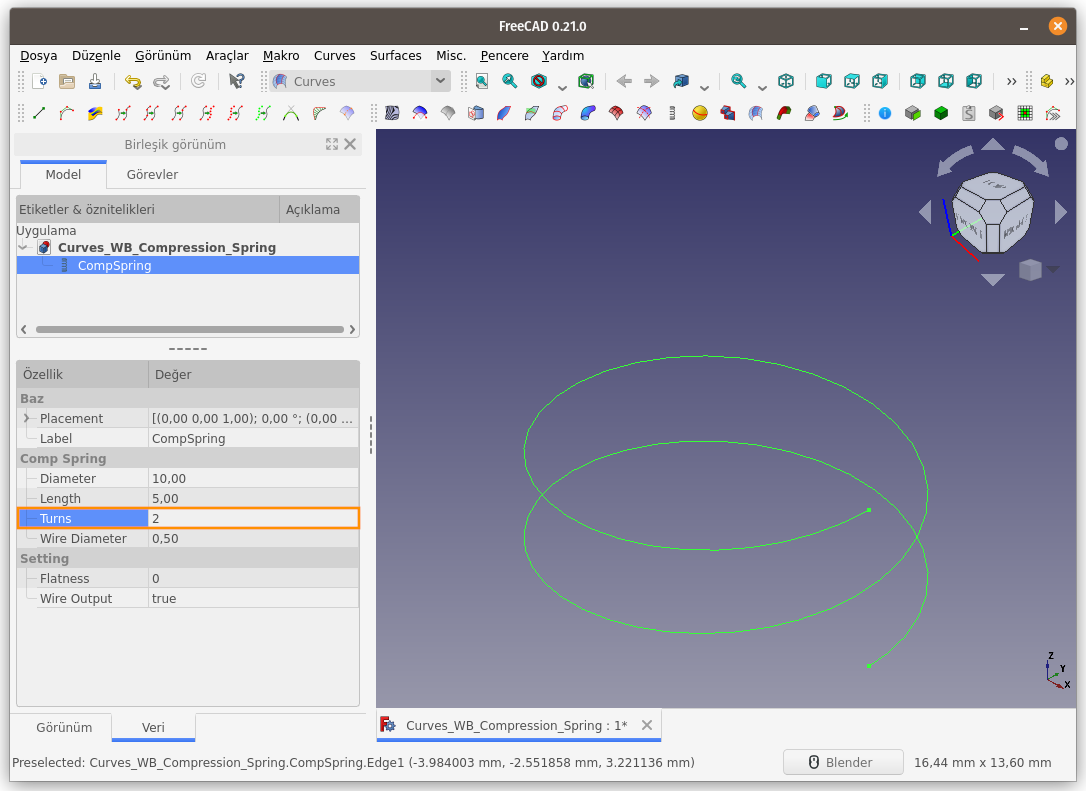 FreeCAD 0.21.0
Dosya Düzenle Görünüm Araçlar Makro Curves Surfaces Misc. Pencere Yardım
Curves
Birleşik görünüm
Model Görevler
Etiketler & öznitelikleri Açıklama
Uygulama
Curves_WB_Compression_Spring
CompSpring
Özellik Değer
Baz
Placement [(0,00 0,00 1,00); 0,00 °; (0,00 ...
Label CompSpring
Comp Spring
Diameter 10,00
Length 5,00
Turns 2
Wire Diameter 0,50
Setting
Flatness 0
Wire Output true
Z
Y
X
Görünüm Veri
Curves_WB_Compression_Spring : 1*
Preselected: Curves_WB_Compression_Spring.CompSpring.Edge1 (-3.984003 mm, -2.551858 mm, 3.221136 mm)
Blender
16,44 mm x 13,60 mm